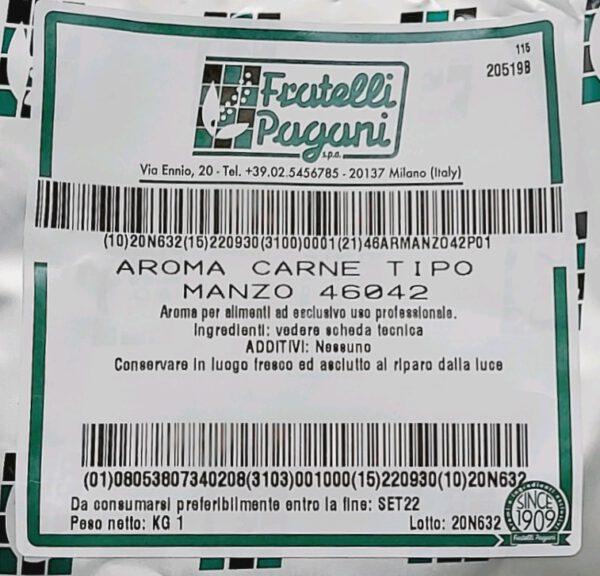 115
20519B
Fratelli
Pagani
s.p.a.
Via Ennio, 20 - Tel. +39.02.5456785 - 20137 Milano (Italy)
(10)20N632(15)220930(3100)0001(21)46ARMANZO42P01
AROMA CARNE TIPO
MANZO 46042
Aroma per alimenti ad esclusivo uso professionale.
Ingredienti: vedere scheda tecnica
ADDITIVI: Nessuno
Conservare in luogo fresco ed asciutto al riparo dalla luce
(01)08053807340208(3103)001000(15)220930(10)20N632
Da consumarsi preferibilmente entro la fine: SET22
Peso netto: KG 1
Lotto: 20N632
SINCE
1909
Fratelli Pagani